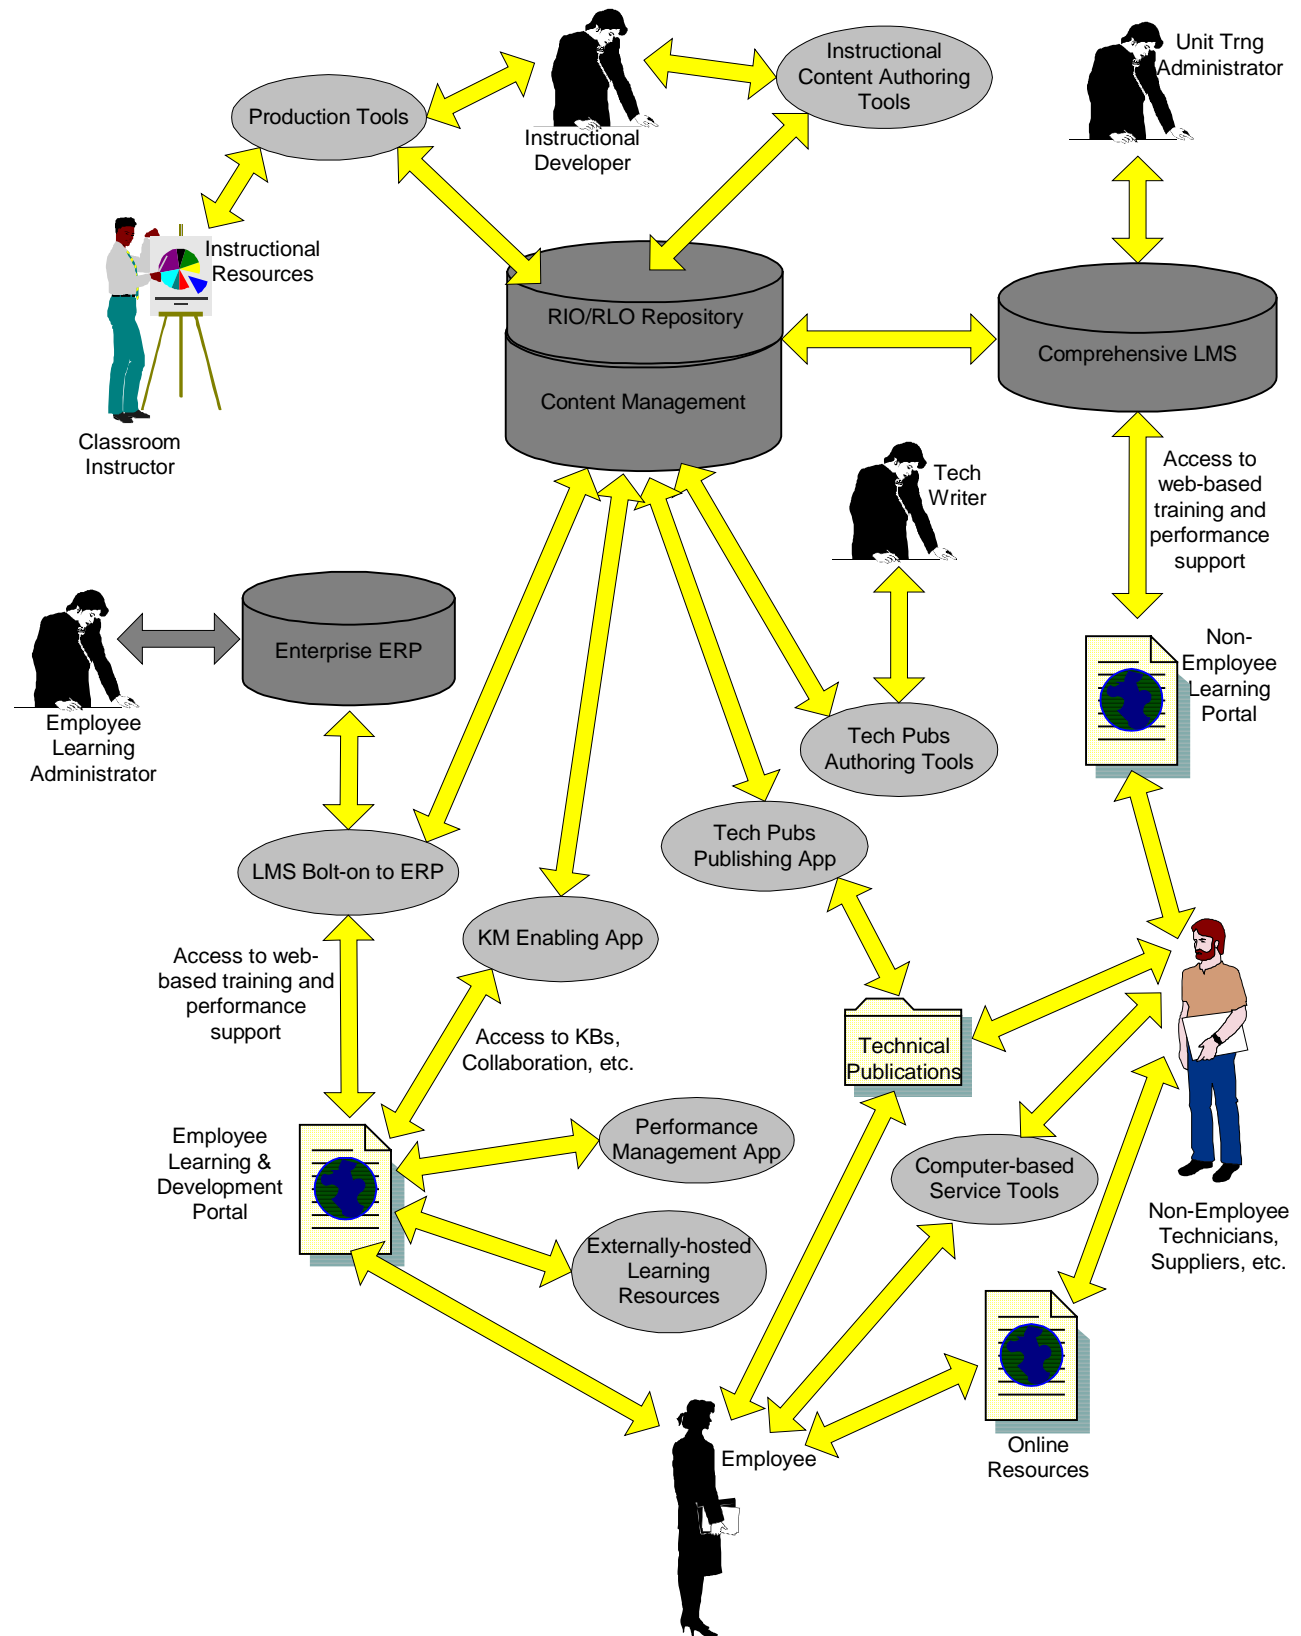 Instructional
Content Authoring
Tools
Unit Trng
Administrator
Production Tools
Instructional
Developer
Instructional
Resources
RIO/RLO Repository
Content Management
Comprehensive LMS
Classroom
Instructor
Tech
Writer
Access to
web-based
training and
performance
support
Enterprise ERP
Non-
Employee
Learning
Portal
Employee
Learning
Administrator
Tech Pubs
Authoring Tools
Tech Pubs
Publishing App
LMS Bolt-on to ERP
KM Enabling App
Access to web-
based training and
performance
support
Access to KBs,
Collaboration, etc.
Technical
Publications
Employee
Learning &
Development
Portal
Performance
Management App
Computer-based
Service Tools
Non-Employee
Technicians,
Suppliers, etc.
Externally-hosted
Learning
Resources
Employee
Online
Resources